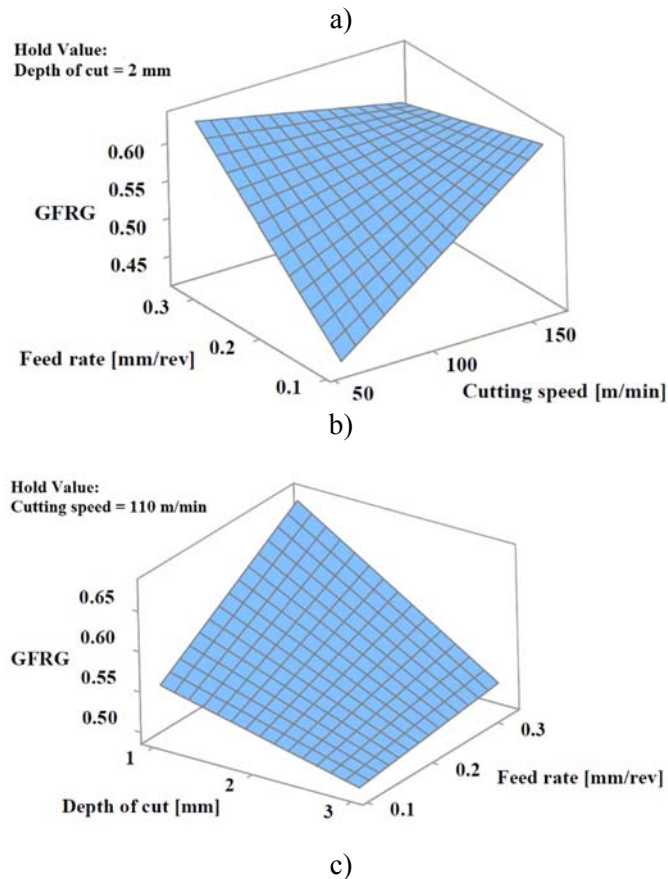 a)
Hold Value:
Depth of cut = 2 mm
0.60
0.55
GFRG
0.50
0.45
0.3
150
Feed rate [mm/rev]
0.2
100
0.1
50
Cutting speed [m/min]
b)
Hold Value:
Cutting speed = 110 m/min
0.65
0.60
GFRG
0.55
0.50
1
0.3
2
0.2
Feed rate [mm/rev]
Depth of cut [mm]
3
0.1
c)